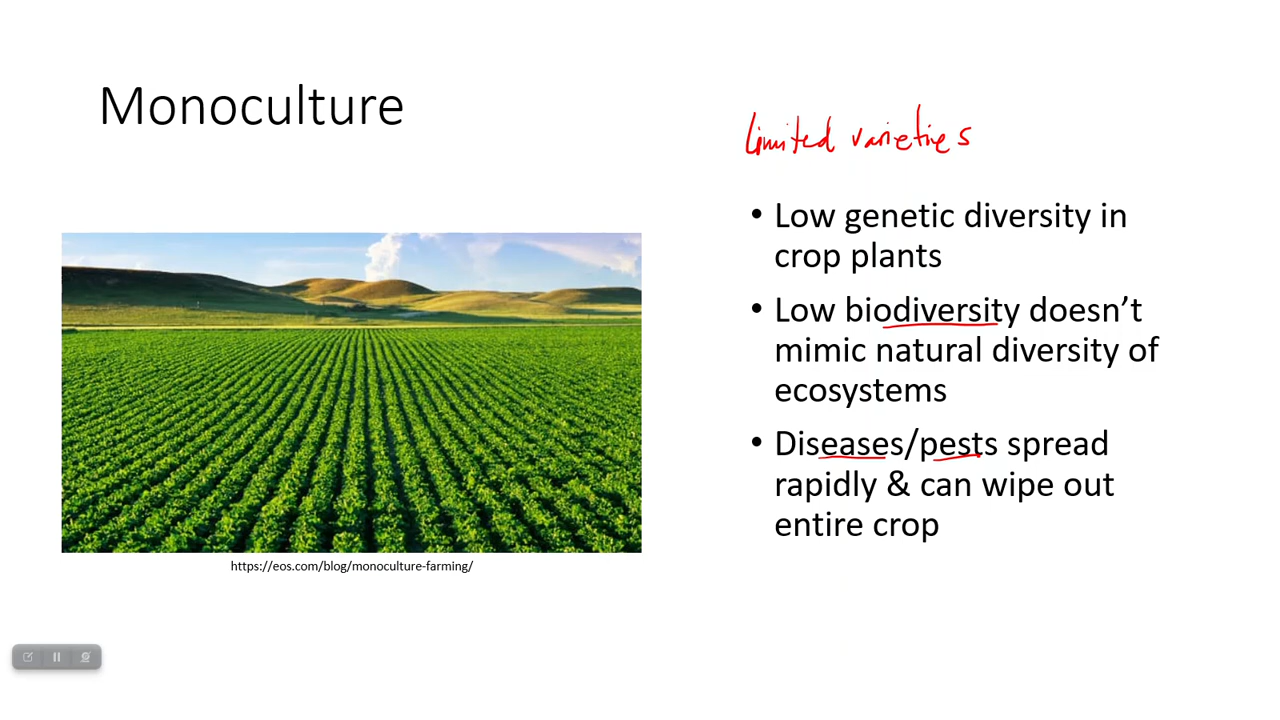 Monoculture
limited varieties
• Low genetic diversity in
crop plants
• Low biodiversity doesn’t
mimic natural diversity of
ecosystems
• Diseases/pests spread
rapidly & can wipe out
entire crop
https://eos.com/blog/monoculture-farming/